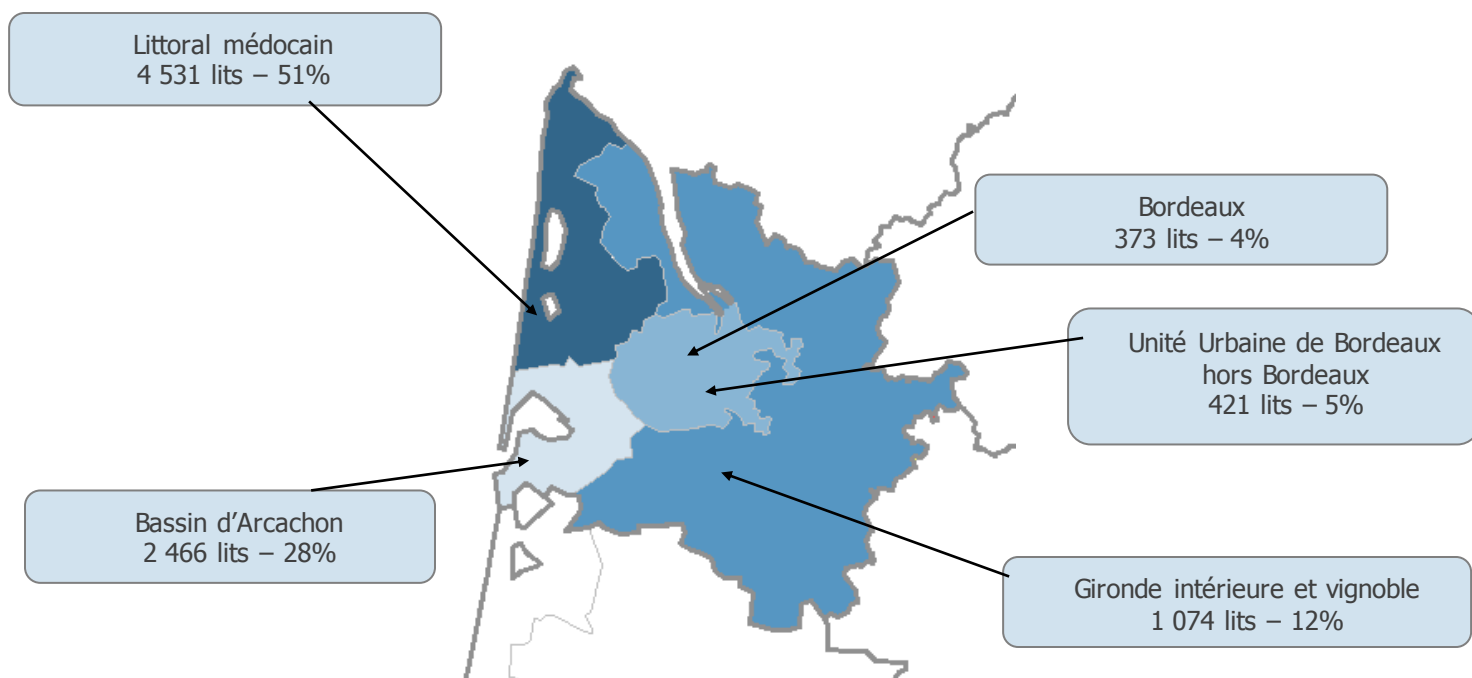 Littoral médocain
4 531 lits – 51%
Bordeaux
373 lits – 4%
Unité Urbaine de Bordeaux
hors Bordeaux
421 lits – 5%
Bassin d’Arcachon
2 466 lits – 28%
Gironde intérieure et vignoble
1 074 lits – 12%